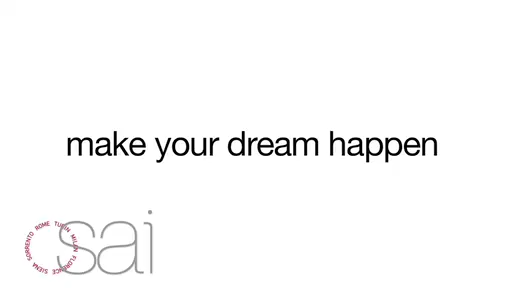 make your dream happen
SORRENTO ROME TURIN MILAN FLORENCE SIENA
sai